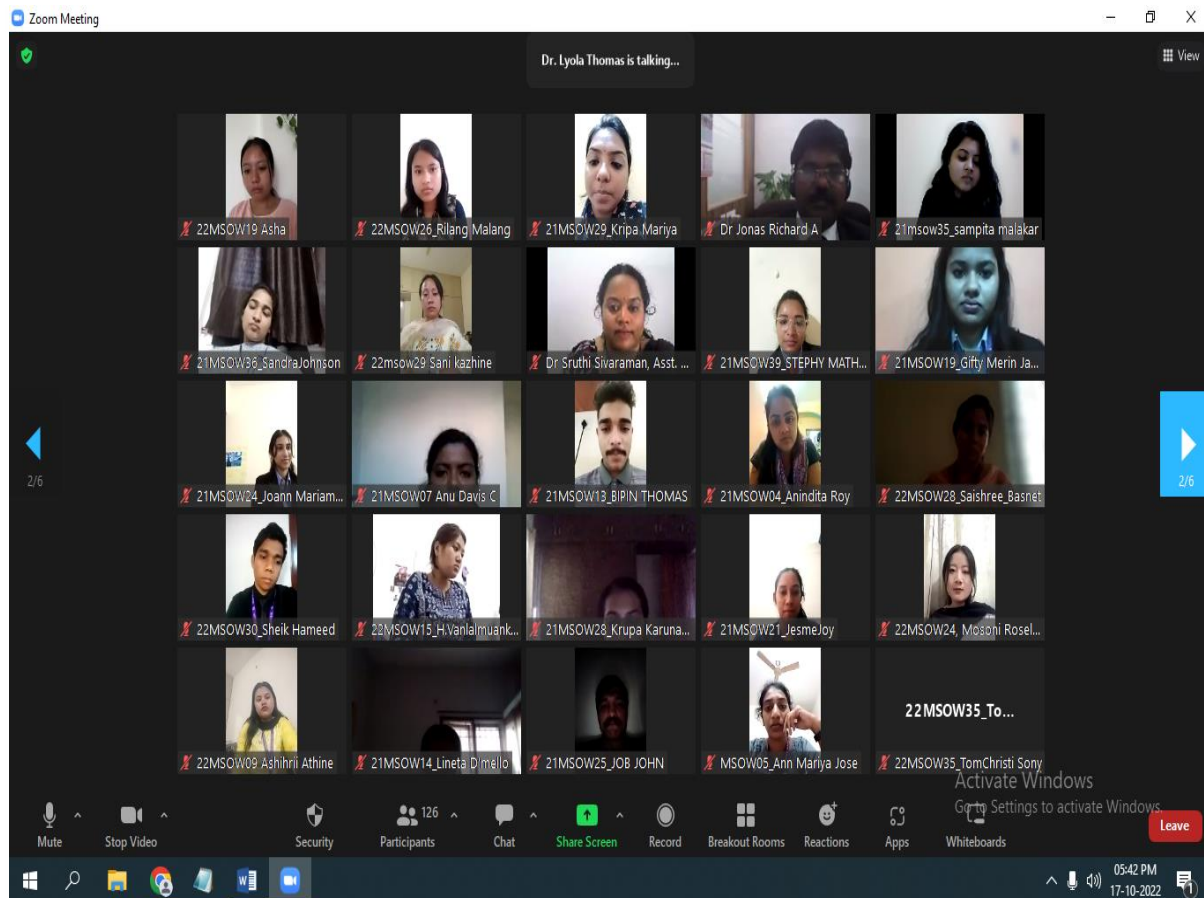 Zoom Meeting
Dr. Lyola Thomas is talking...
View
22MSOW19 Asha
22MSOW26_Rilang Malang
21MSOW29_Kripa Mariya
Dr Jonas Richard A
21msow35_sampita malakar
21MSOW36_SandraJohnson
22msow29 Sani kazhine
Dr Sruthi Sivaraman, Asst. ...
21MSOW39_STEPHY MATH...
21MSOW19_Gifty Merin Ja...
21MSOW24_Joann Mariam...
21MSOW07 Anu Davis C
21MSOW13_BIPIN THOMAS
21MSOW04_Anindita Roy
22MSOW28_Saishree_Basnet
2/6
2/6
22MSOW30_Sheik Hameed
22MSOW15_H.Vanlalmuank...
21MSOW28_Krupa Karuna...
21MSOW21_JesmeJoy
22MSOW24, Mosoni Rosel...
22MSOW35_To...
22MSOW09 Ashihrii Athine
21MSOW14_Lineta D'mello
21MSOW25_JOB JOHN
MSOW05_Ann Mariya Jose
22MSOW35_TomChristi Sony
Activate Windows
Go to Settings to activate Windows.
Mute
Stop Video
Security
126
Participants
Chat
Share Screen
Record
Breakout Rooms
Reactions
Apps
Whiteboards
Leave
05:42 PM
17-10-2022
1